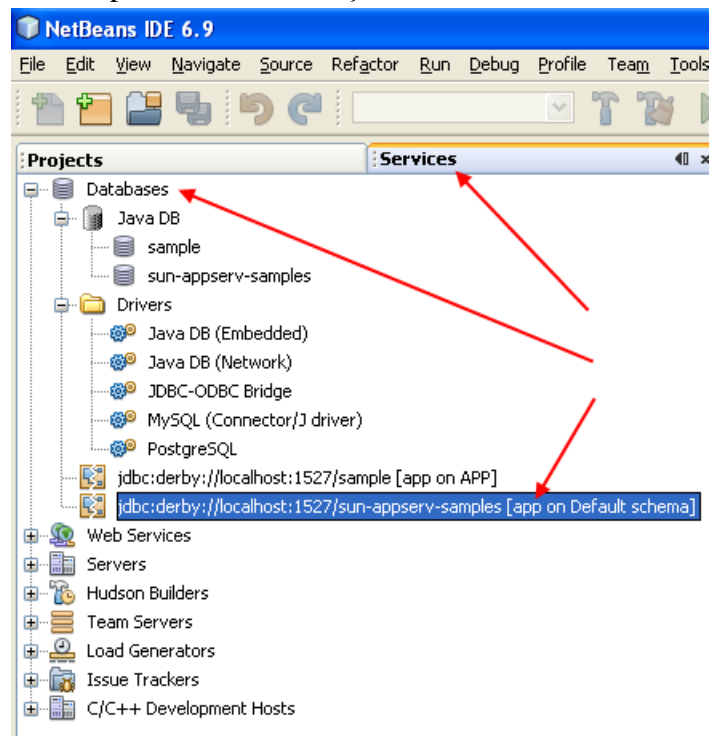 NetBeans IDE 6.9
File Edit View Navigate Source Refactor Run Debug Profile Team Tools
Projects Services
Databases
Java DB
sample
sun-appserv-samples
Drivers
Java DB (Embedded)
Java DB (Network)
JDBC-ODBC Bridge
MySQL (Connector/J driver)
PostgreSQL
jdbc:derby://localhost:1527/sample [app on APP]
jdbc:derby://localhost:1527/sun-appserv-samples [app on Default schema]
Web Services
Servers
Hudson Builders
Team Servers
Load Generators
Issue Trackers
C/C++ Development Hosts